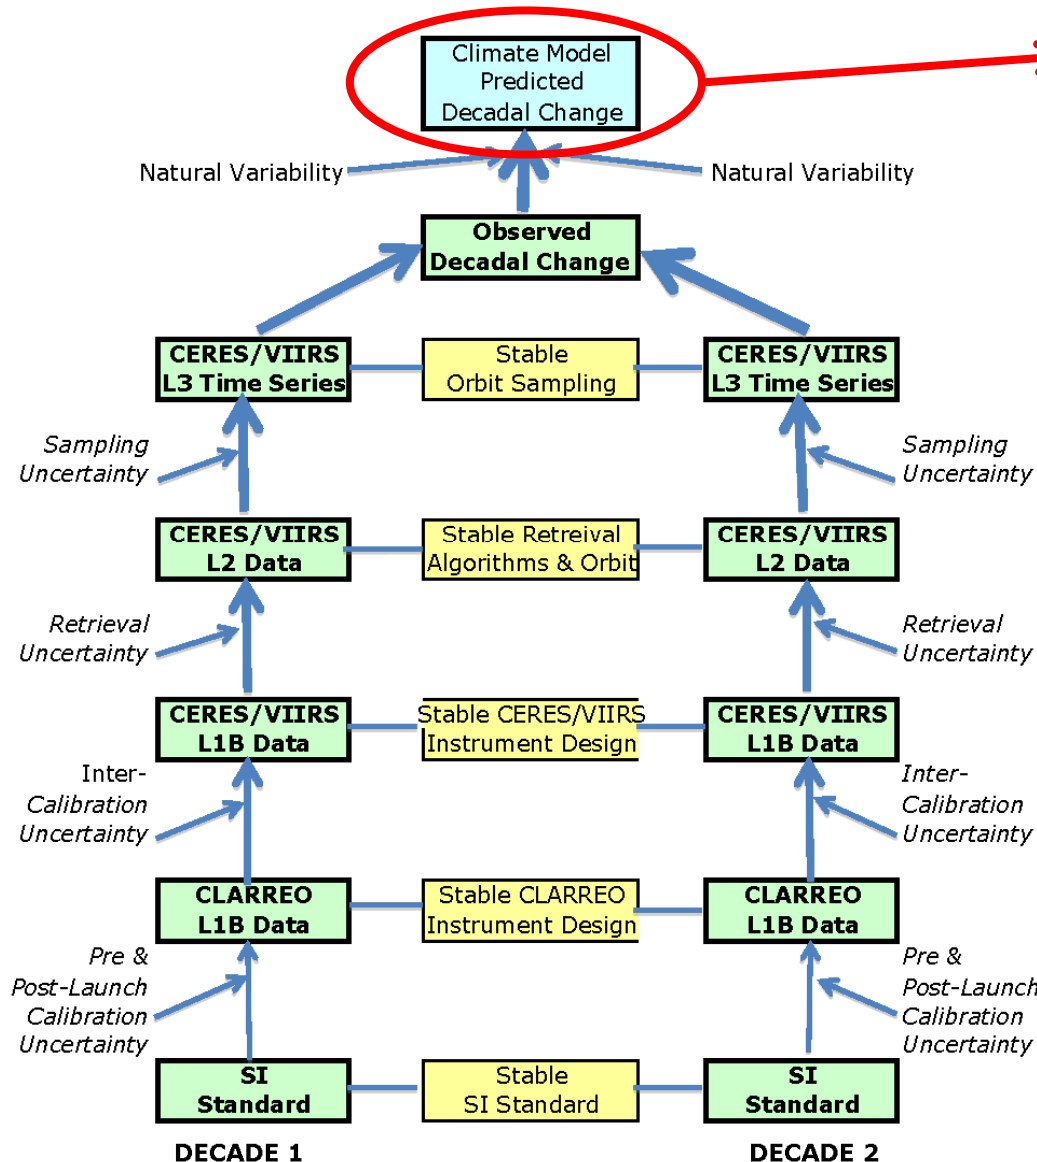 Climate Model
Predicted
Decadal Change
Natural Variability
Natural Variability
Observed
Decadal Change
CERES/VIIRS
L3 Time Series
Stable
Orbit Sampling
CERES/VIIRS
L3 Time Series
Sampling
Uncertainty
Sampling
Uncertainty
CERES/VIIRS
L2 Data
Stable Retreival
Algorithms & Orbit
CERES/VIIRS
L2 Data
Retrieval
Uncertainty
Retrieval
Uncertainty
CERES/VIIRS
L1B Data
Stable CERES/VIIRS
Instrument Design
CERES/VIIRS
L1B Data
Inter-
Calibration
Uncertainty
Inter-
Calibration
Uncertainty
CLARREO
L1B Data
Stable CLARREO
Instrument Design
CLARREO
L1B Data
Pre &
Post-Launch
Calibration
Uncertainty
Pre &
Post-Launch
Calibration
Uncertainty
SI
Standard
Stable
SI Standard
SI
Standard
DECADE 1
DECADE 2